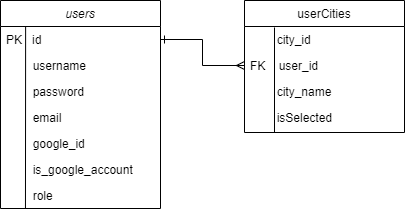 users
PK id
username
password
email
google_id
is_google_account
role
userCities
city_id
FK user_id
city_name
isSelected